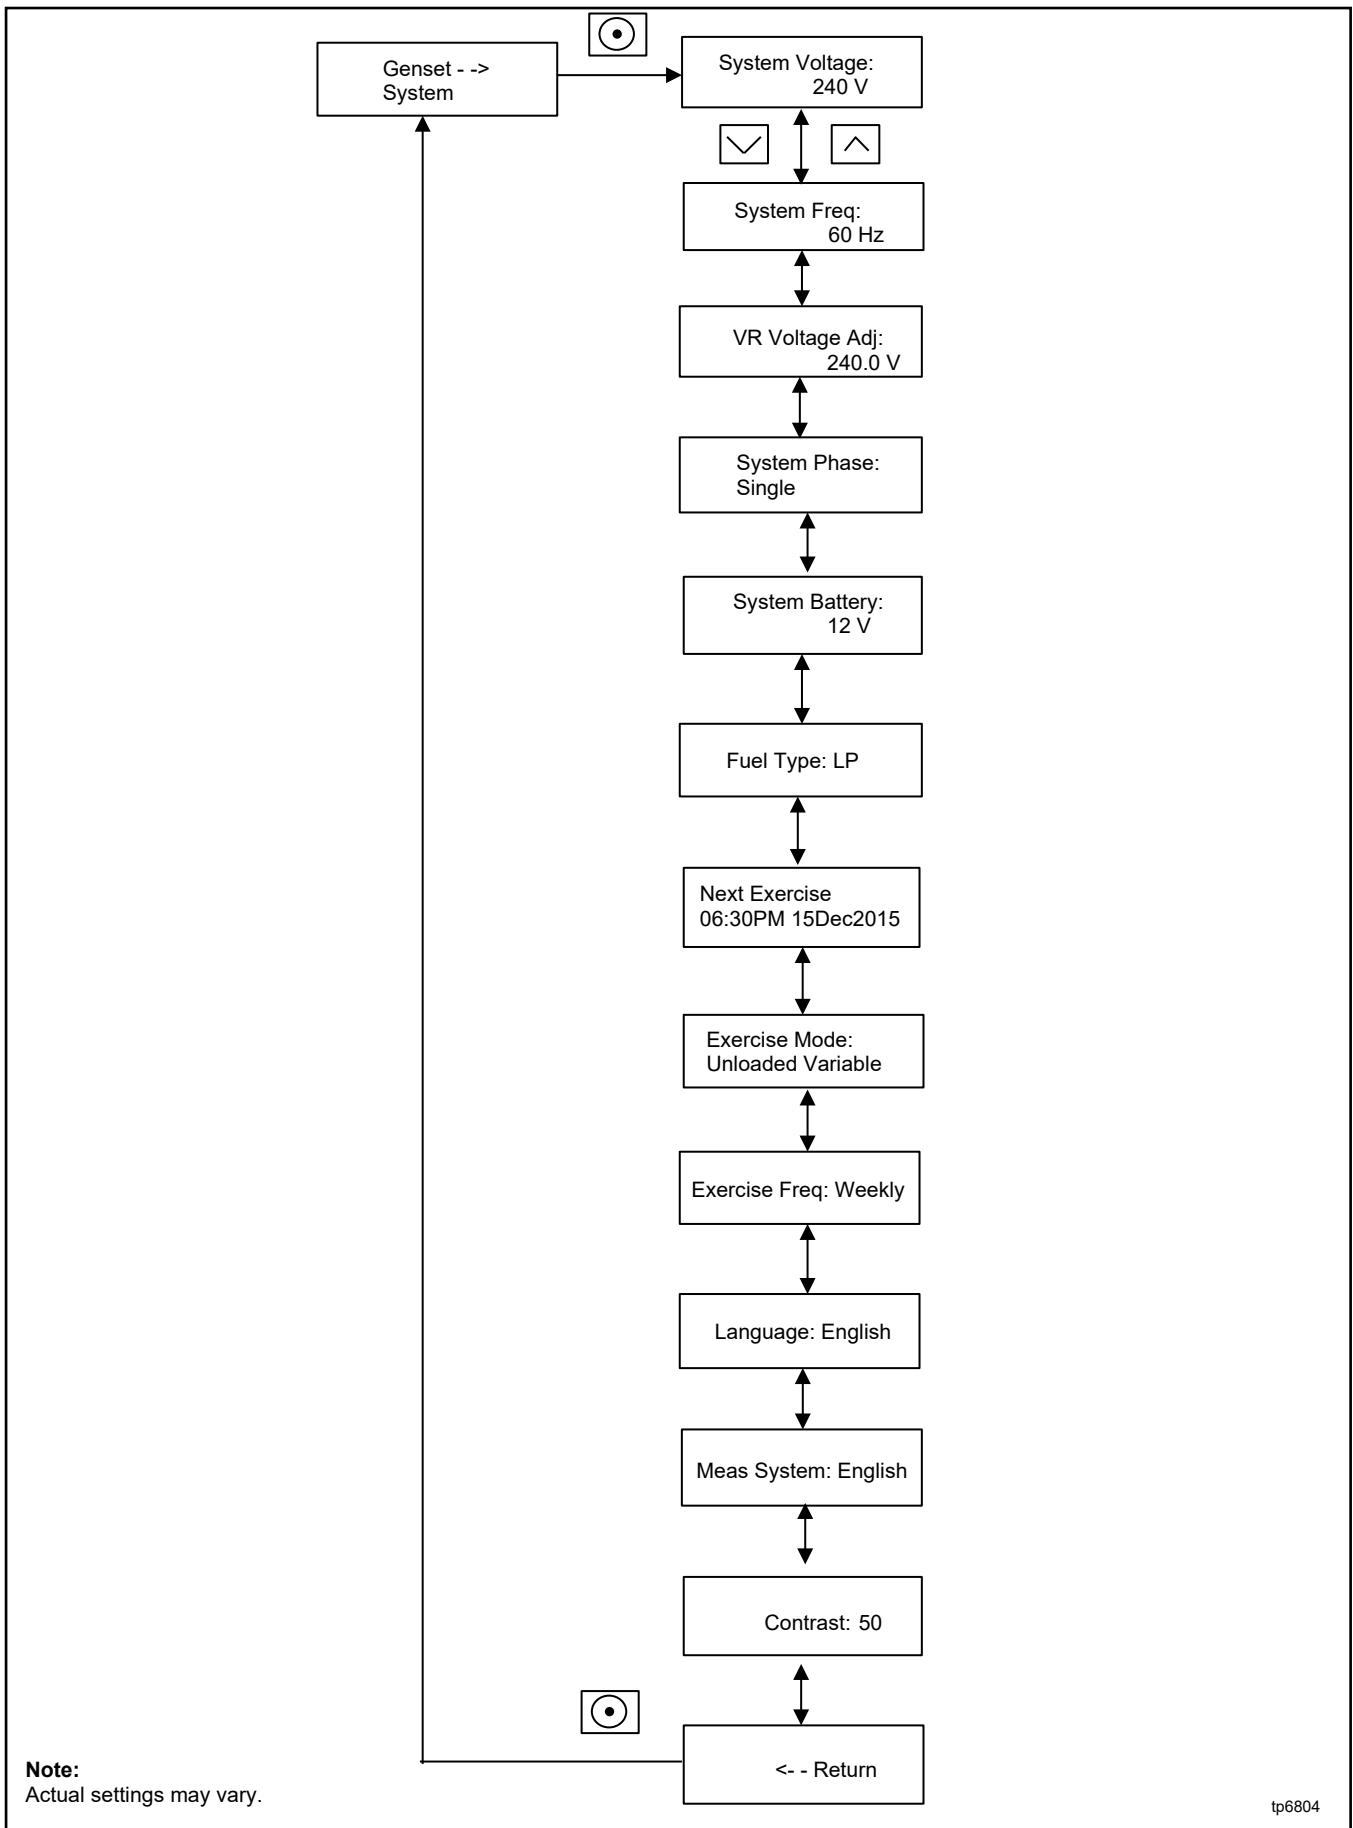 Genset - ->
System
System Voltage:
240 V
System Freq:
60 Hz
VR Voltage Adj:
240.0 V
System Phase:
Single
System Battery:
12 V
Fuel Type: LP
Next Exercise
06:30PM 15Dec2015
Exercise Mode:
Unloaded Variable
Exercise Freq: Weekly
Language: English
Meas System: English
Contrast: 50
<- - Return
Note:
Actual settings may vary.
tp6804